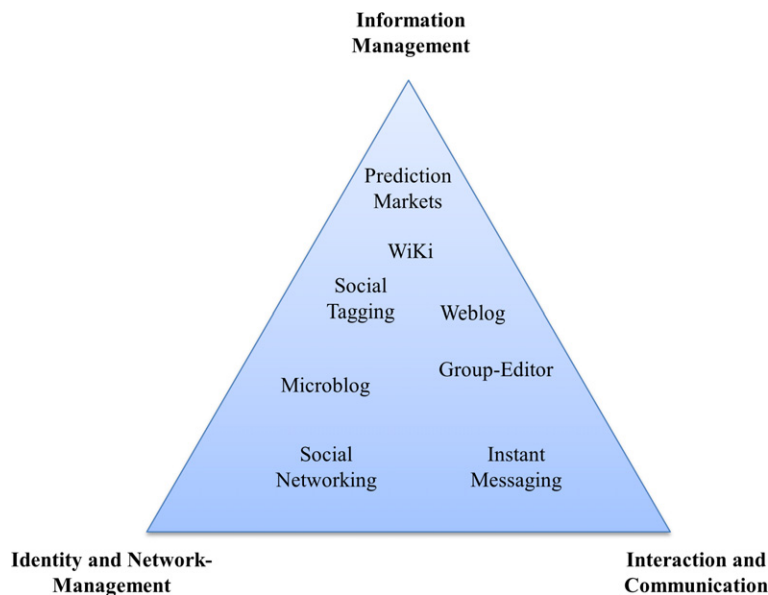 Information
Management
Prediction
Markets
WiKi
Social
Tagging
Weblog
Group-Editor
Microblog
Social
Networking
Instant
Messaging
Identity and Network-
Management
Interaction and
Communication